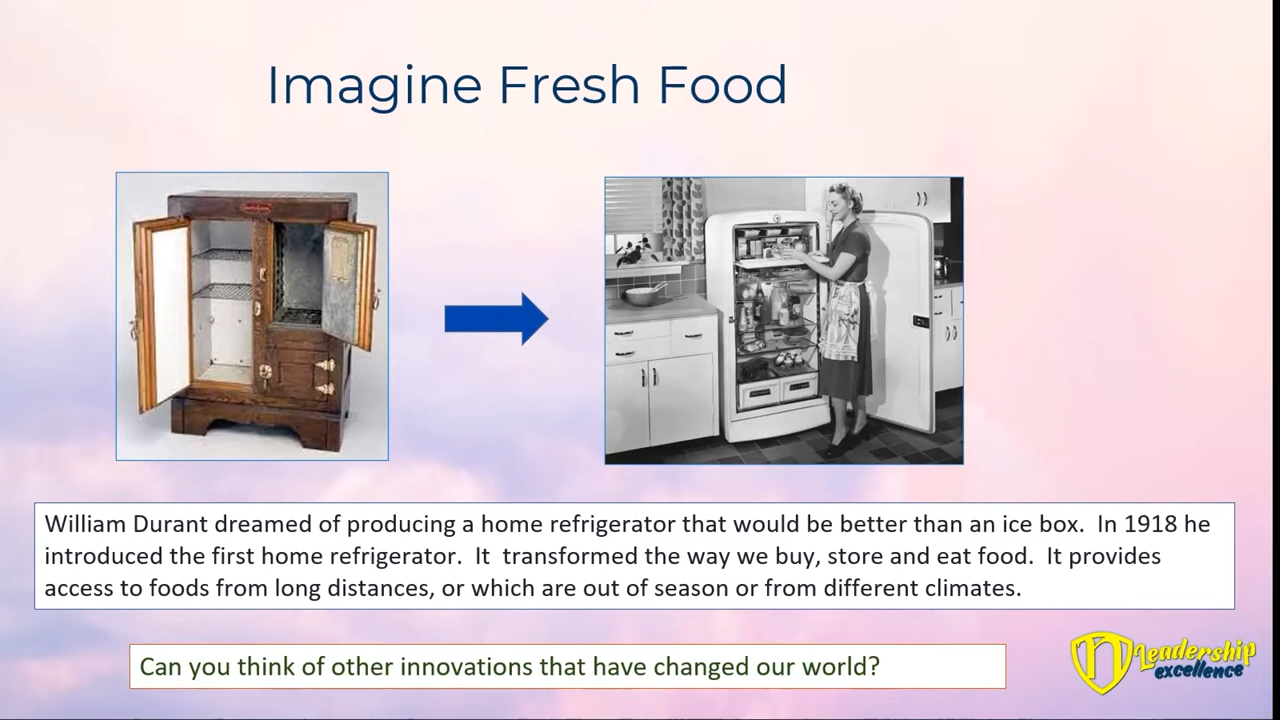 Imagine Fresh Food
William Durant dreamed of producing a home refrigerator that would be better than an ice box.  In 1918 he
introduced the first home refrigerator.  It  transformed the way we buy, store and eat food.  It provides
access to foods from long distances, or which are out of season or from different climates.
Can you think of other innovations that have changed our world?
Leadership
excellence